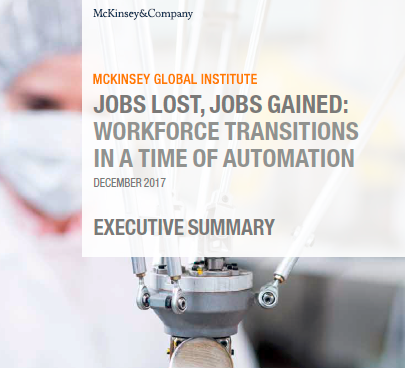 McKinsey&Company
MCKINSEY GLOBAL INSTITUTE
JOBS LOST, JOBS GAINED:
WORKFORCE TRANSITIONS
IN A TIME OF AUTOMATION
DECEMBER 2017
EXECUTIVE SUMMARY